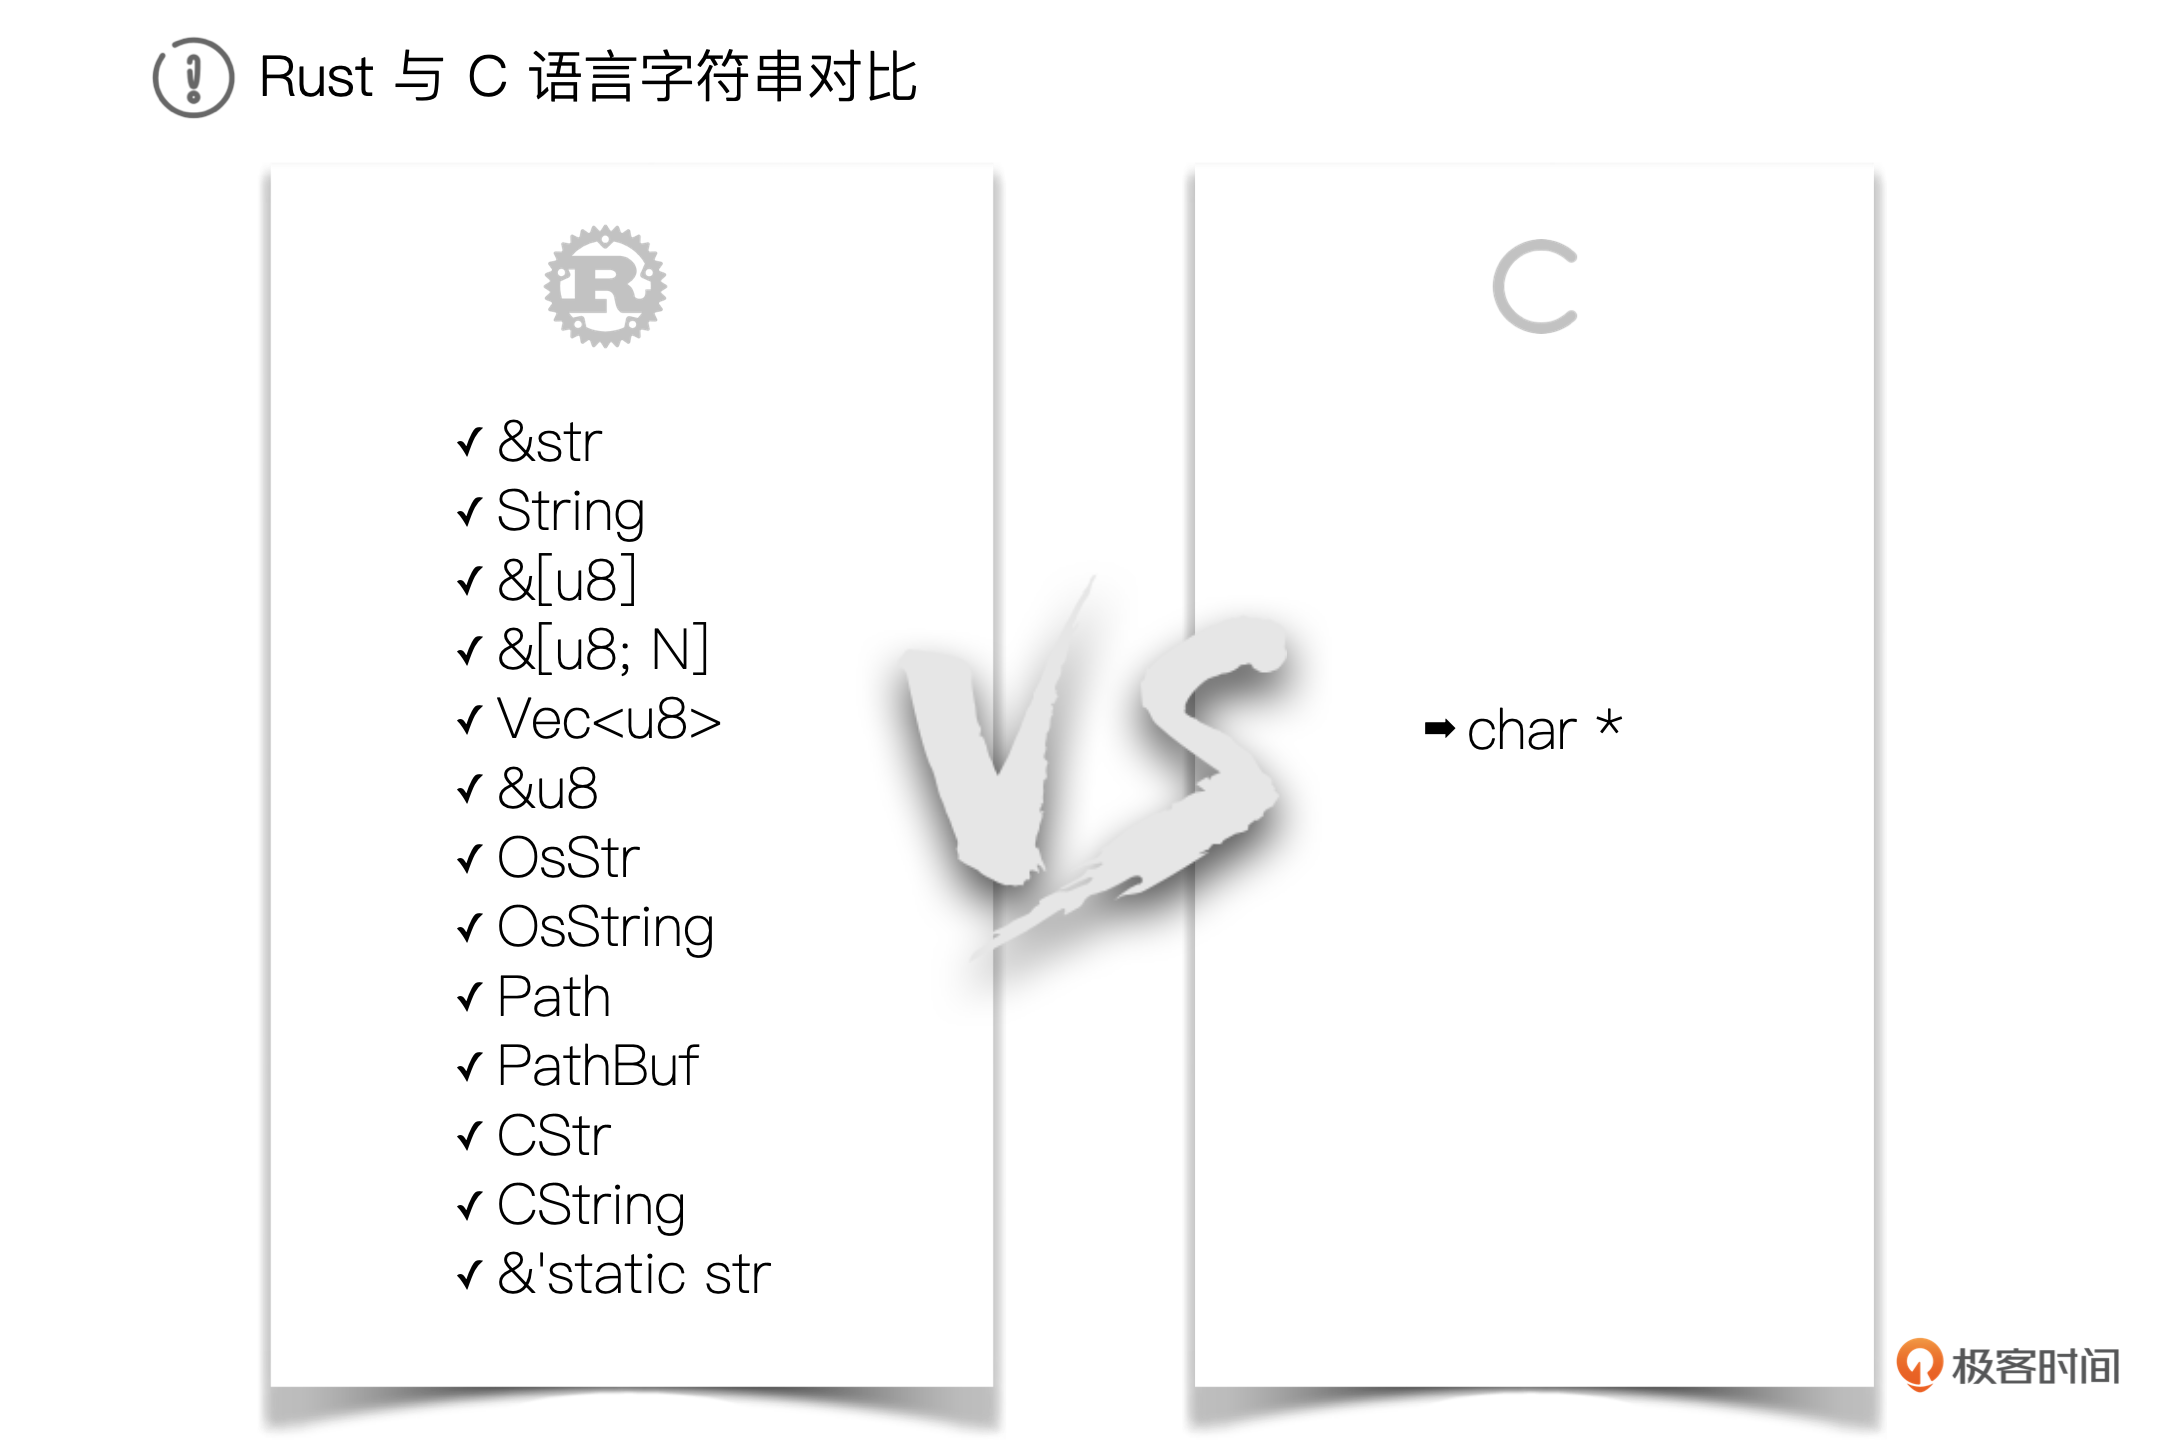 Rust 与 C 语言字符串对比
R
C
✓ &str
✓ String
✓ &[u8]
✓ &[u8; N]
✓ Vec<u8>
✓ &u8
✓ OsStr
✓ OsString
✓ Path
✓ PathBuf
✓ CStr
✓ CString
✓ &'static str
VS
➡ char *
极客时间